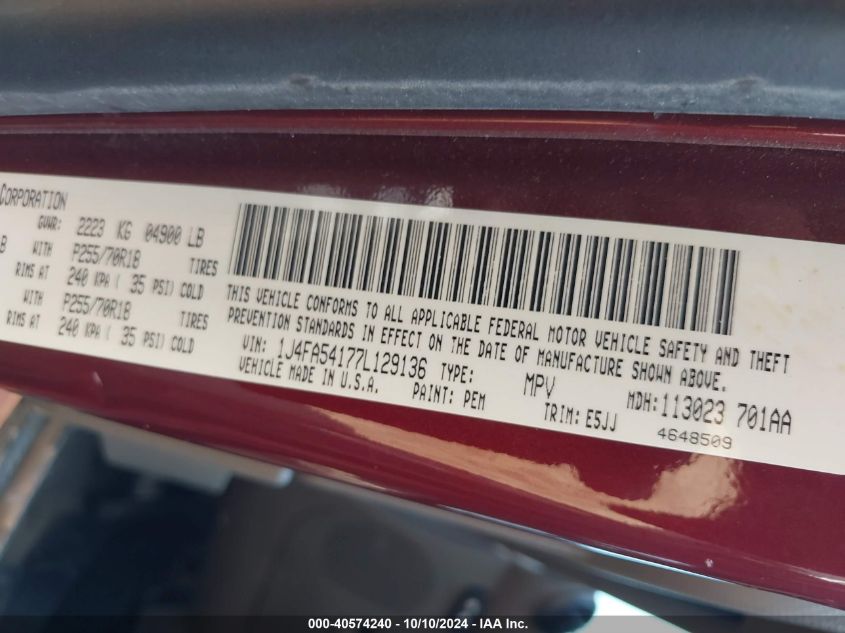 CORPORATION
GVWR: 2223 KG 04900 LB
B WITH P255/70R18 TIRES
RIMS AT 240 KPA ( 35 PSI) COLD
WITH P255/70R18 TIRES
RIMS AT 240 KPA ( 35 PSI) COLD
THIS VEHICLE CONFORMS TO ALL APPLICABLE FEDERAL MOTOR VEHICLE SAFETY AND THEFT
PREVENTION STANDARDS IN EFFECT ON THE DATE OF MANUFACTURE SHOWN ABOVE.
VIN: 1J4FA54177L129136 TYPE: MPV MDH: 113023 701AA
VEHICLE MADE IN U.S.A. PAINT: PEM TRIM: E5JJ 4648509
000-40574240 - 10/10/2024 - IAA Inc.